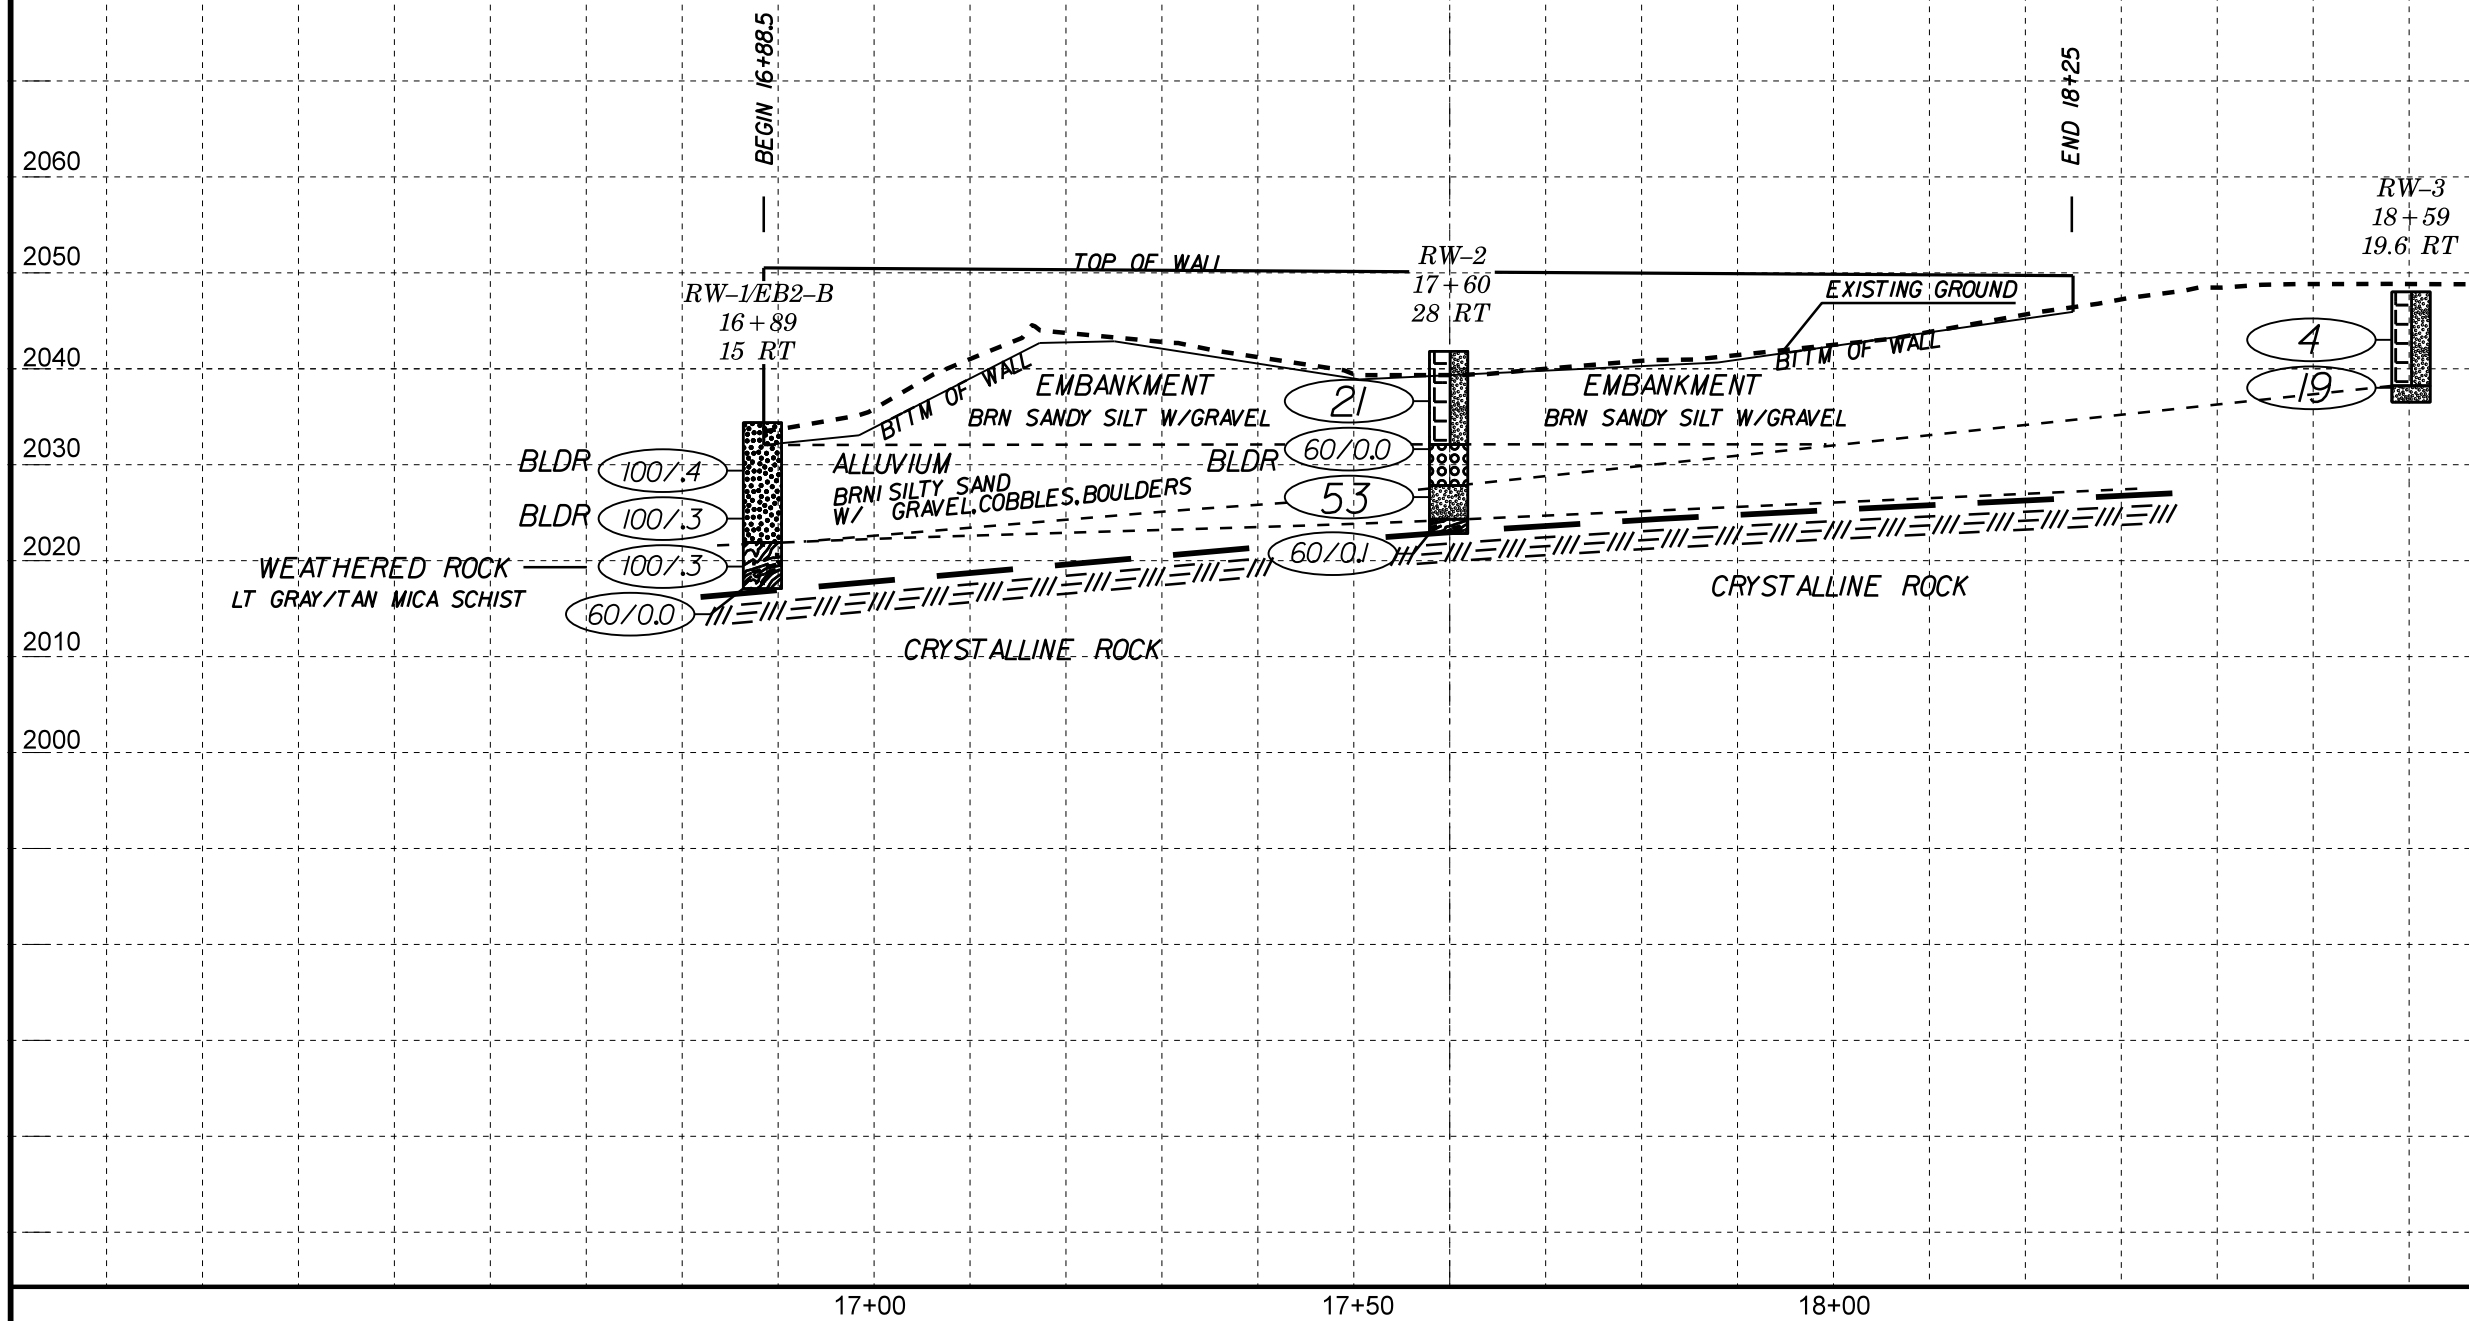 BEGIN 16+88.5
END 18+25
2060
RW-3
18+59
19.6 RT
2050
TOP OF WALL
RW-2
17+60
28 RT
RW-1/EB2-B
16+89
15 RT
EXISTING GROUND
2040
BTTM OF WALL
BTTM OF WALL
4
19
EMBANKMENT
BRN SANDY SILT W/GRAVEL
21
EMBANKMENT
BRN SANDY SILT W/GRAVEL
2030
BLDR 100/.4
ALLUVIUM
BRN SILTY SAND
W/ GRAVEL,COBBLES,BOULDERS
BLDR 60/0.0
53
BLDR 100/.3
2020
WEATHERED ROCK
LT GRAY/TAN MICA SCHIST
100/.3
60/0.1
60/0.0
CRYSTALLINE ROCK
2010
CRYSTALLINE ROCK
2000
17+00
17+50
18+00